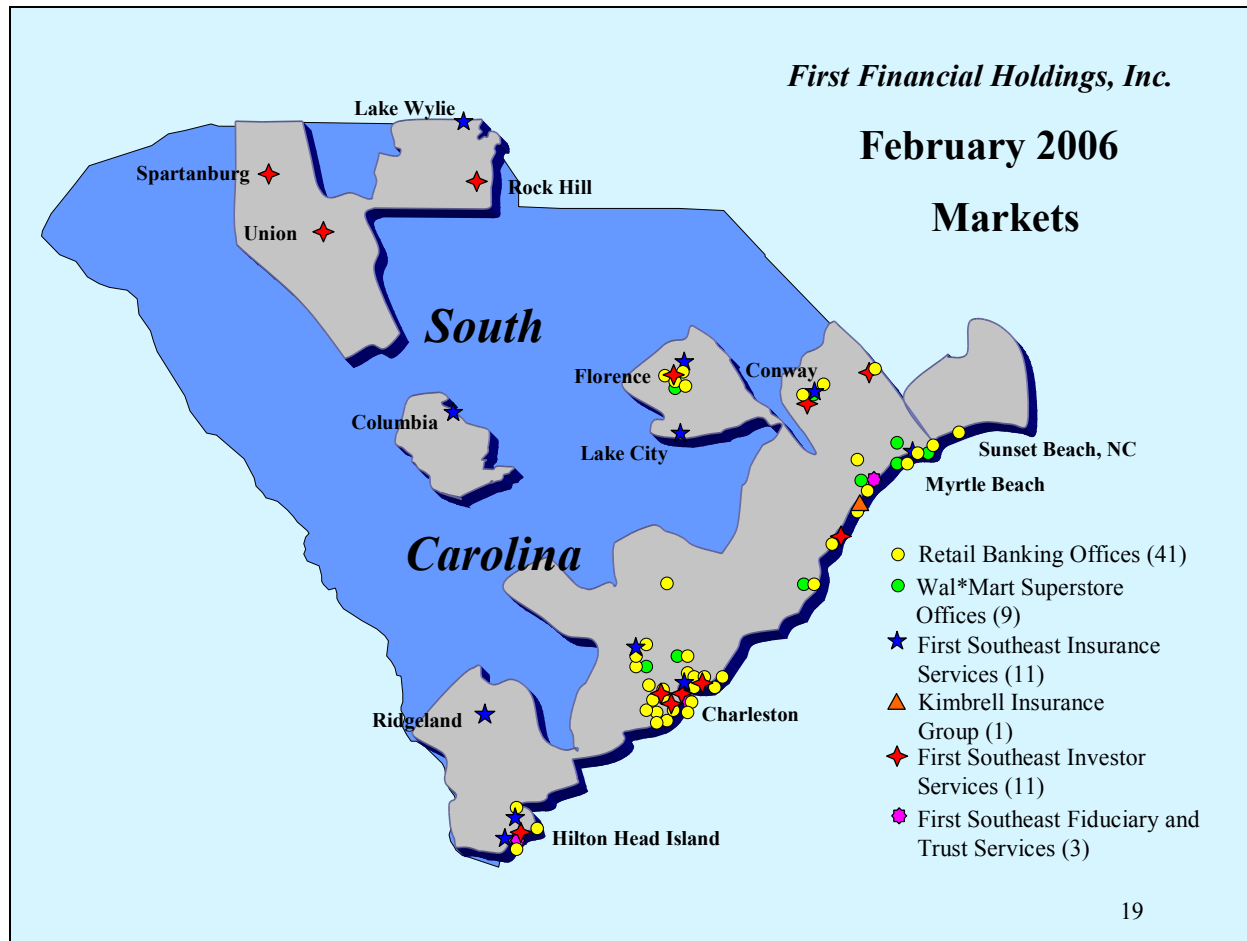 First Financial Holdings, Inc.
February 2006
Markets
Lake Wylie
Spartanburg
Rock Hill
Union
South
Florence
Conway
Columbia
Lake City
Sunset Beach, NC
Myrtle Beach
Carolina
Retail Banking Offices (41)
Wal*Mart Superstore
Offices (9)
First Southeast Insurance
Services (11)
Kimbrell Insurance
Group (1)
First Southeast Investor
Services (11)
First Southeast Fiduciary and
Trust Services (3)
Charleston
Ridgeland
Hilton Head Island
19